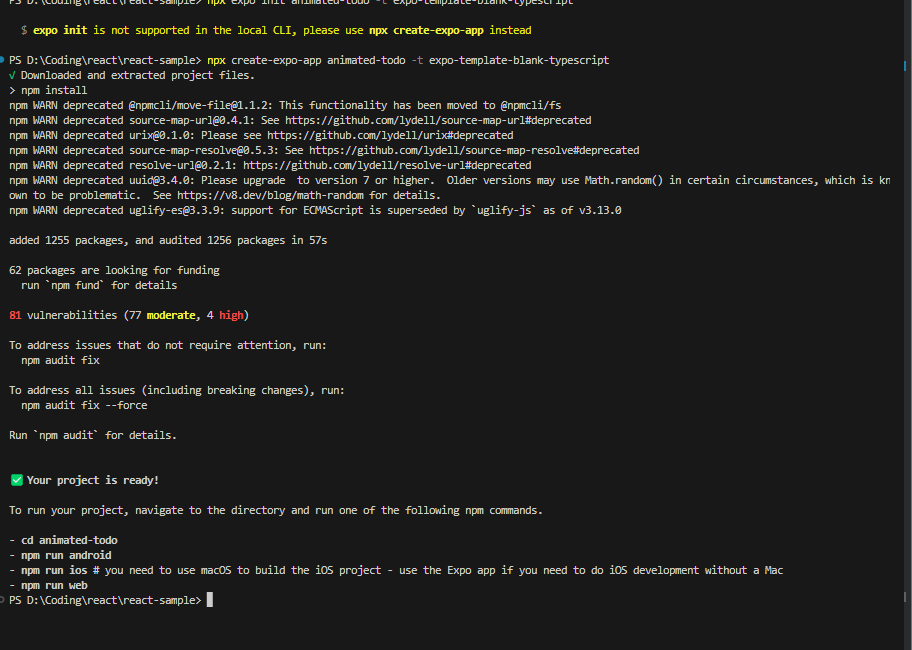 PS D:\Coding\react\react-sample> npx expo init animated-todo -t expo-template-blank-typescript
$ expo init is not supported in the local CLI, please use npx create-expo-app instead
PS D:\Coding\react\react-sample> npx create-expo-app animated-todo -t expo-template-blank-typescript
√ Downloaded and extracted project files.
> npm install
npm WARN deprecated @npmcli/move-file@1.1.2: This functionality has been moved to @npmcli/fs
npm WARN deprecated source-map-url@0.4.1: See https://github.com/lydell/source-map-url#deprecated
npm WARN deprecated urix@0.1.0: Please see https://github.com/lydell/urix#deprecated
npm WARN deprecated source-map-resolve@0.5.3: See https://github.com/lydell/source-map-resolve#deprecated
npm WARN deprecated resolve-url@0.2.1: https://github.com/lydell/resolve-url#deprecated
npm WARN deprecated uuid@3.4.0: Please upgrade  to version 7 or higher.  Older versions may use Math.random() in certain circumstances, which is kn
own to be problematic.  See https://v8.dev/blog/math-random for details.
npm WARN deprecated uglify-es@3.3.9: support for ECMAScript is superseded by `uglify-js` as of v3.13.0
added 1255 packages, and audited 1256 packages in 57s
62 packages are looking for funding
run `npm fund` for details
81 vulnerabilities (77 moderate, 4 high)
To address issues that do not require attention, run:
npm audit fix
To address all issues (including breaking changes), run:
npm audit fix --force
Run `npm audit` for details.
✅ Your project is ready!
To run your project, navigate to the directory and run one of the following npm commands.
- cd animated-todo
- npm run android
- npm run ios # you need to use macOS to build the iOS project - use the Expo app if you need to do iOS development without a Mac
- npm run web
PS D:\Coding\react\react-sample>